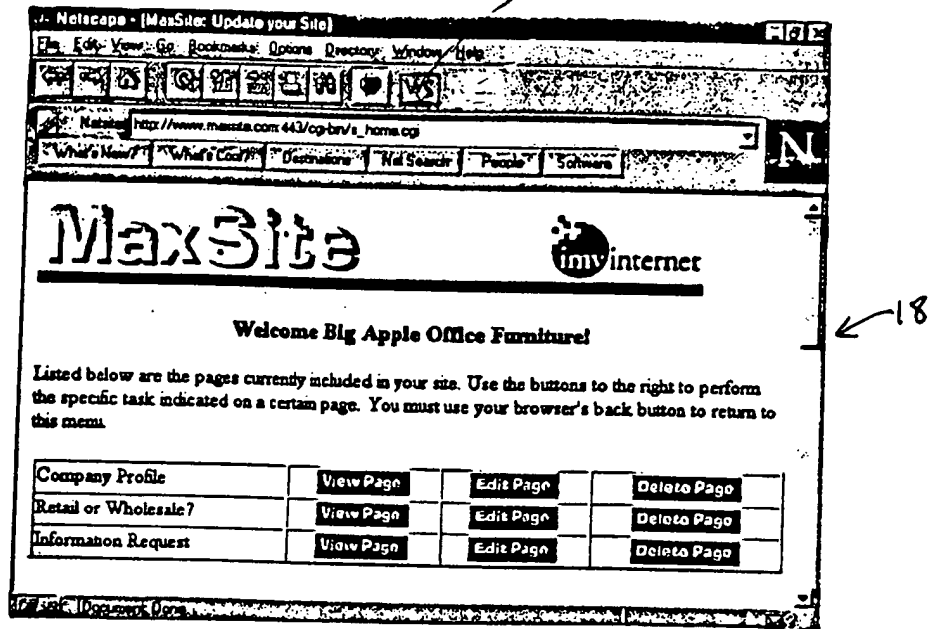 Netscape - [MaxSite: Update your Site]
File Edit View Go Bookmarks Options Directory Window Help
http://www.maxsite.com:443/cg-bin/s_home.cgi
What's New? What's Cool? Destinations Net Search People Software
N
MaxSite imv internet
18
Welcome Big Apple Office Furniture!
Listed below are the pages currently included in your site. Use the buttons to the right to perform
the specific task indicated on a certain page. You must use your browser's back button to return to
this menu.
Company Profile View Page Edit Page Delete Page
Retail or Wholesale? View Page Edit Page Delete Page
Information Request View Page Edit Page Delete Page
Document Done